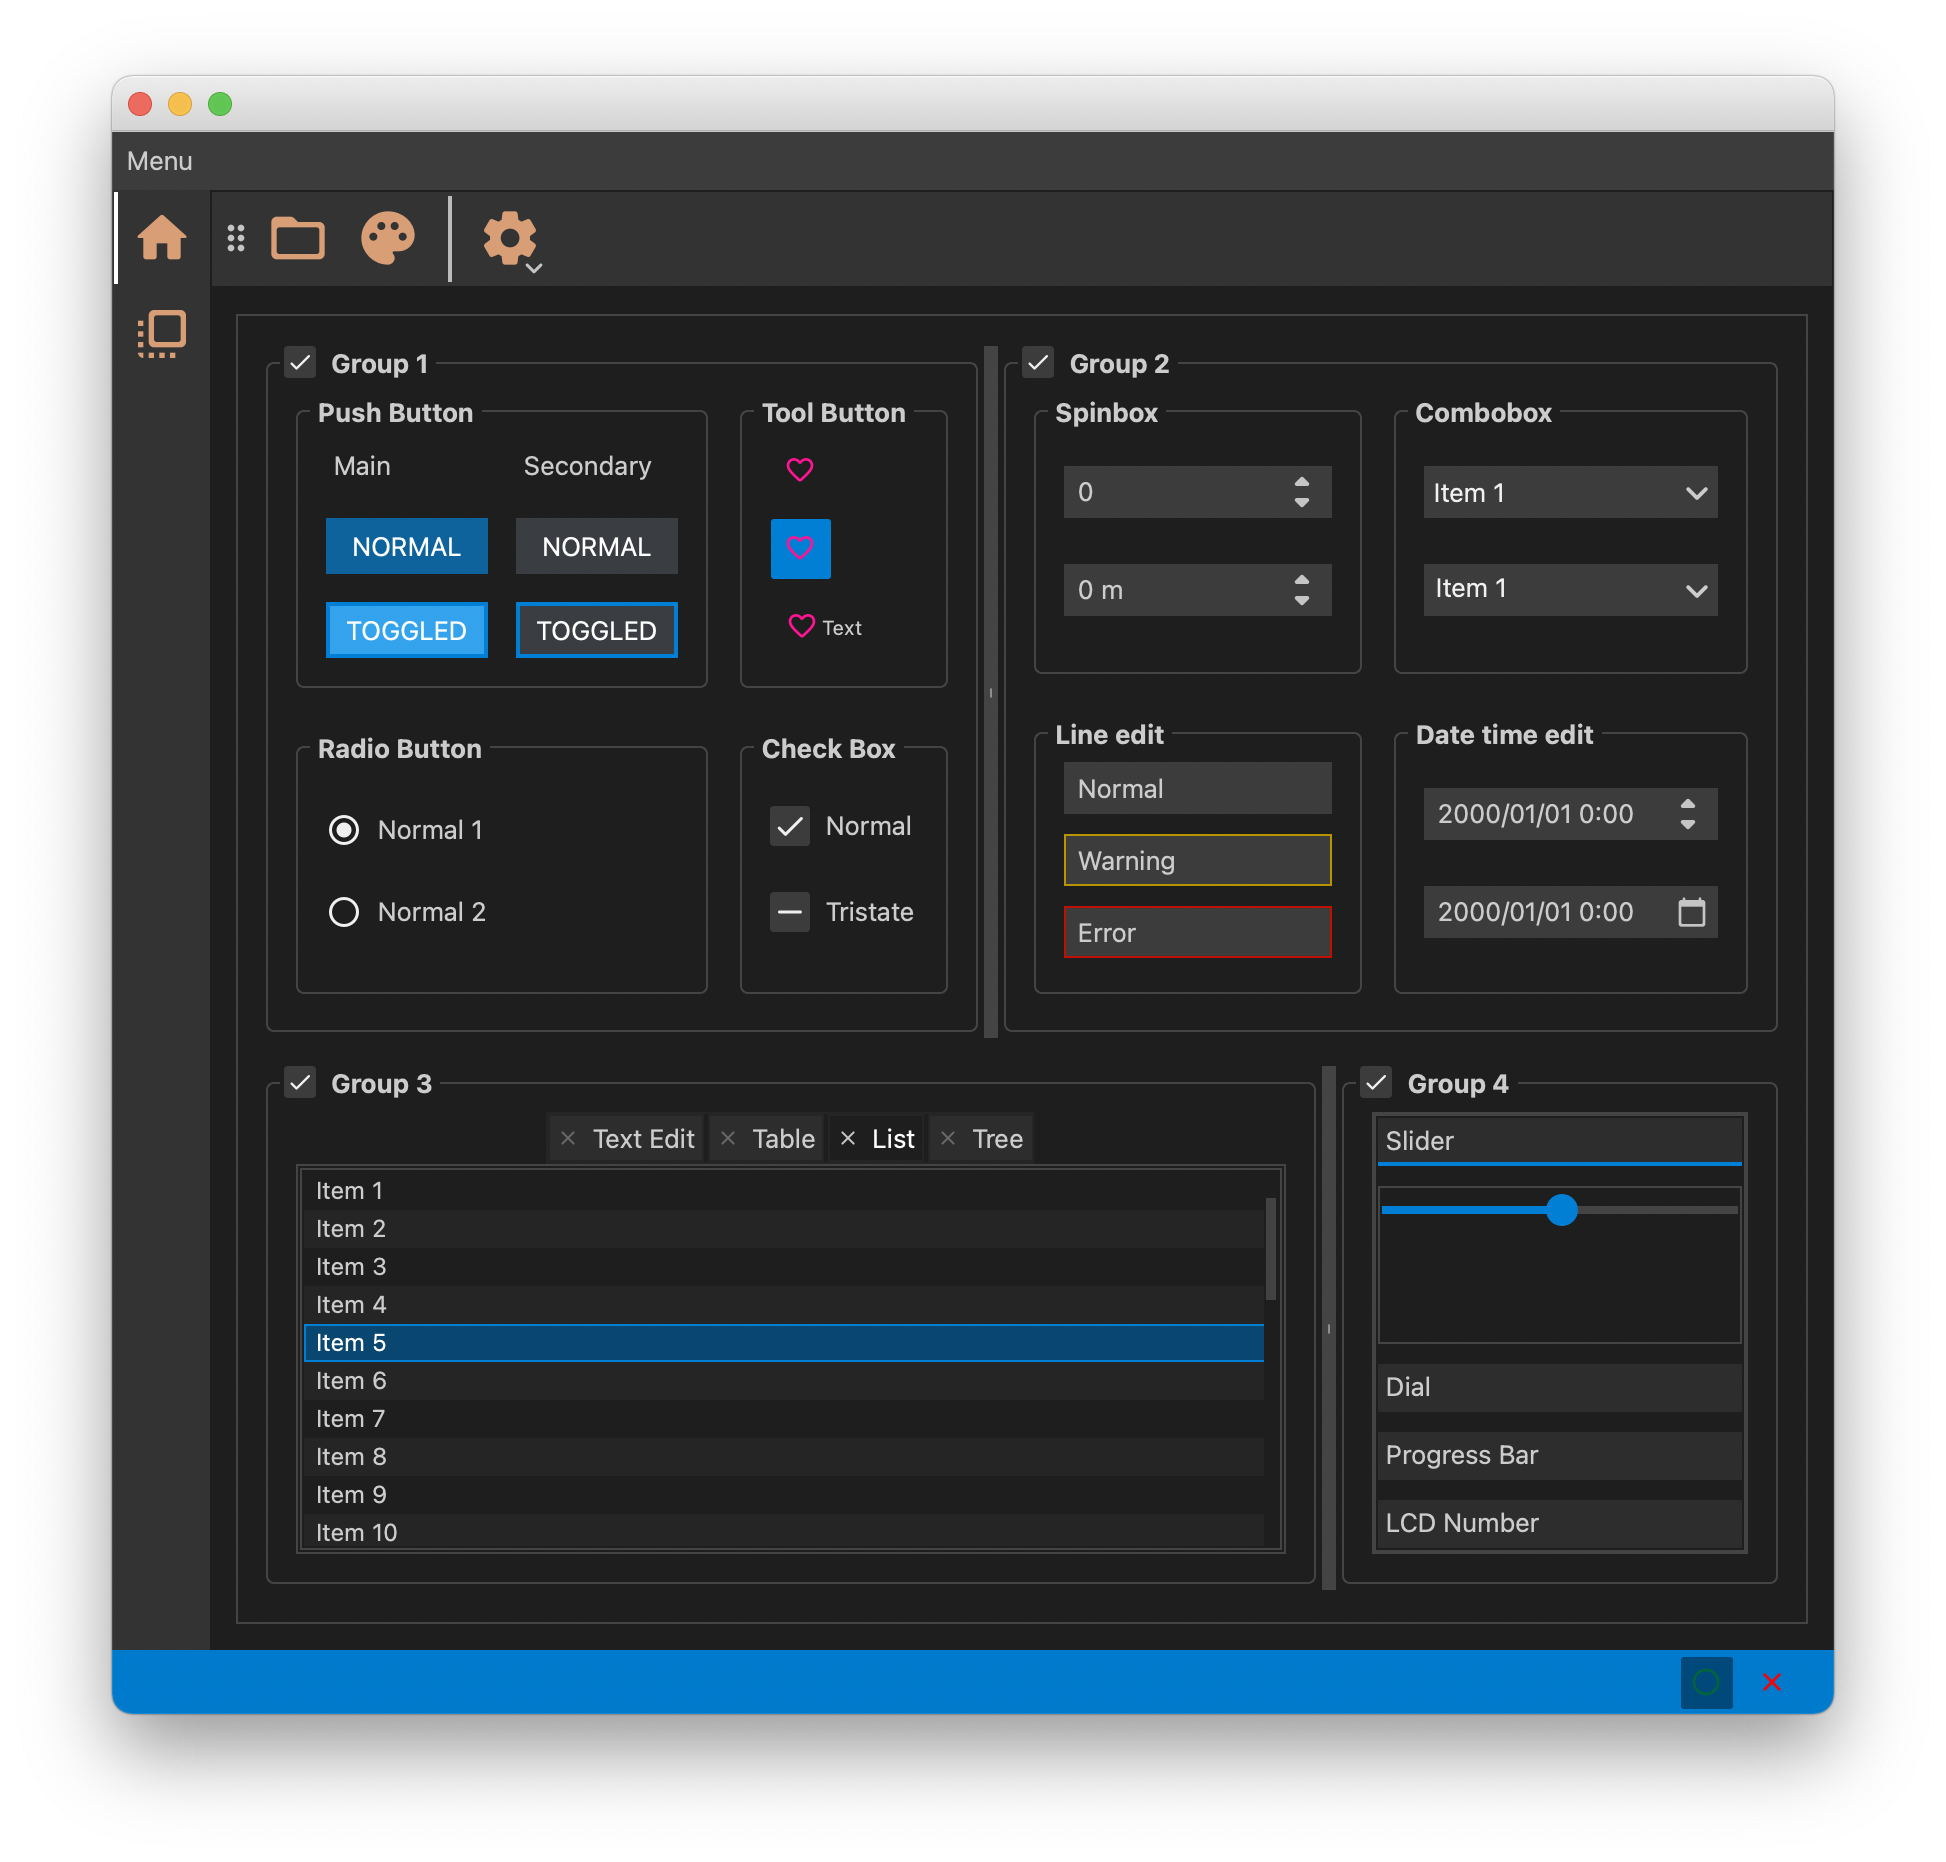 Menu
Group 1
Push Button
Main Secondary
NORMAL NORMAL
TOGGLED TOGGLED
Tool Button
Text
Radio Button
Normal 1
Normal 2
Check Box
Normal
Tristate
Group 2
Spinbox
0
0 m
Combobox
Item 1
Item 1
Line edit
Normal
Warning
Error
Date time edit
2000/01/01 0:00
2000/01/01 0:00
Group 3
Text Edit Table List Tree
Item 1
Item 2
Item 3
Item 4
Item 5
Item 6
Item 7
Item 8
Item 9
Item 10
Group 4
Slider
Dial
Progress Bar
LCD Number